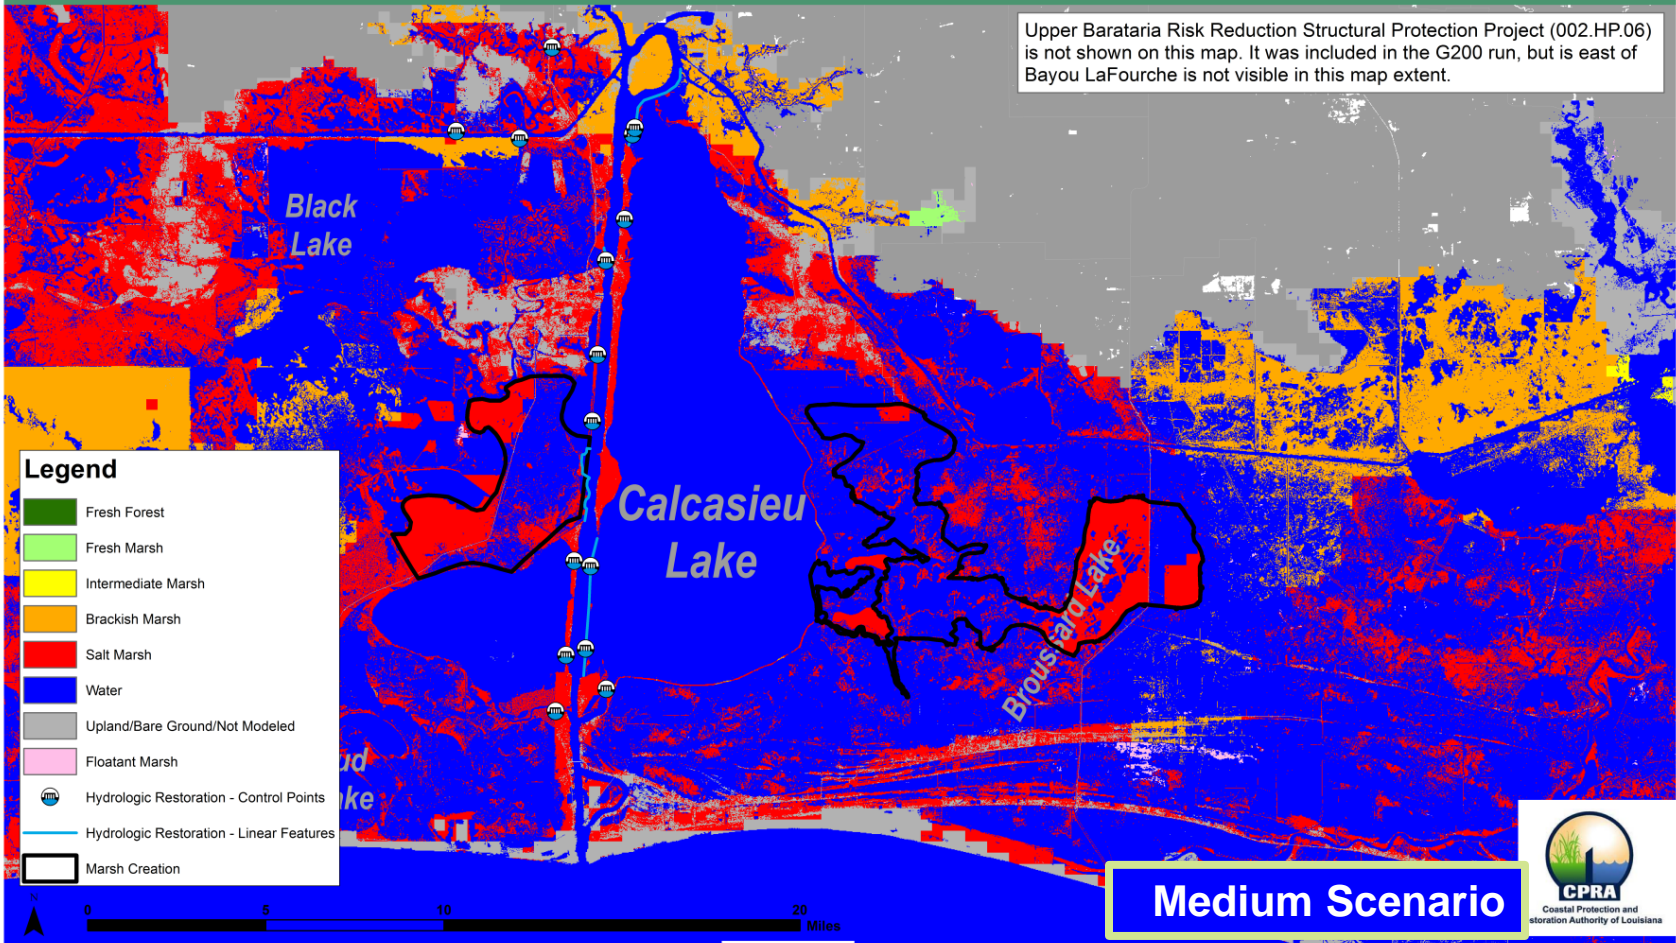 Upper Barataria Risk Reduction Structural Protection Project (002.HP.06)
is not shown on this map. It was included in the G200 run, but is east of
Bayou LaFourche is not visible in this map extent.
Black
Lake
Calcasieu
Lake
Broussard Lake
ud
ke
Legend
Fresh Forest
Fresh Marsh
Intermediate Marsh
Brackish Marsh
Salt Marsh
Water
Upland/Bare Ground/Not Modeled
Floatant Marsh
Hydrologic Restoration - Control Points
Hydrologic Restoration - Linear Features
Marsh Creation
N
0 5 10 20
Miles
Medium Scenario
CPRA
Coastal Protection and
storation Authority of Louisiana